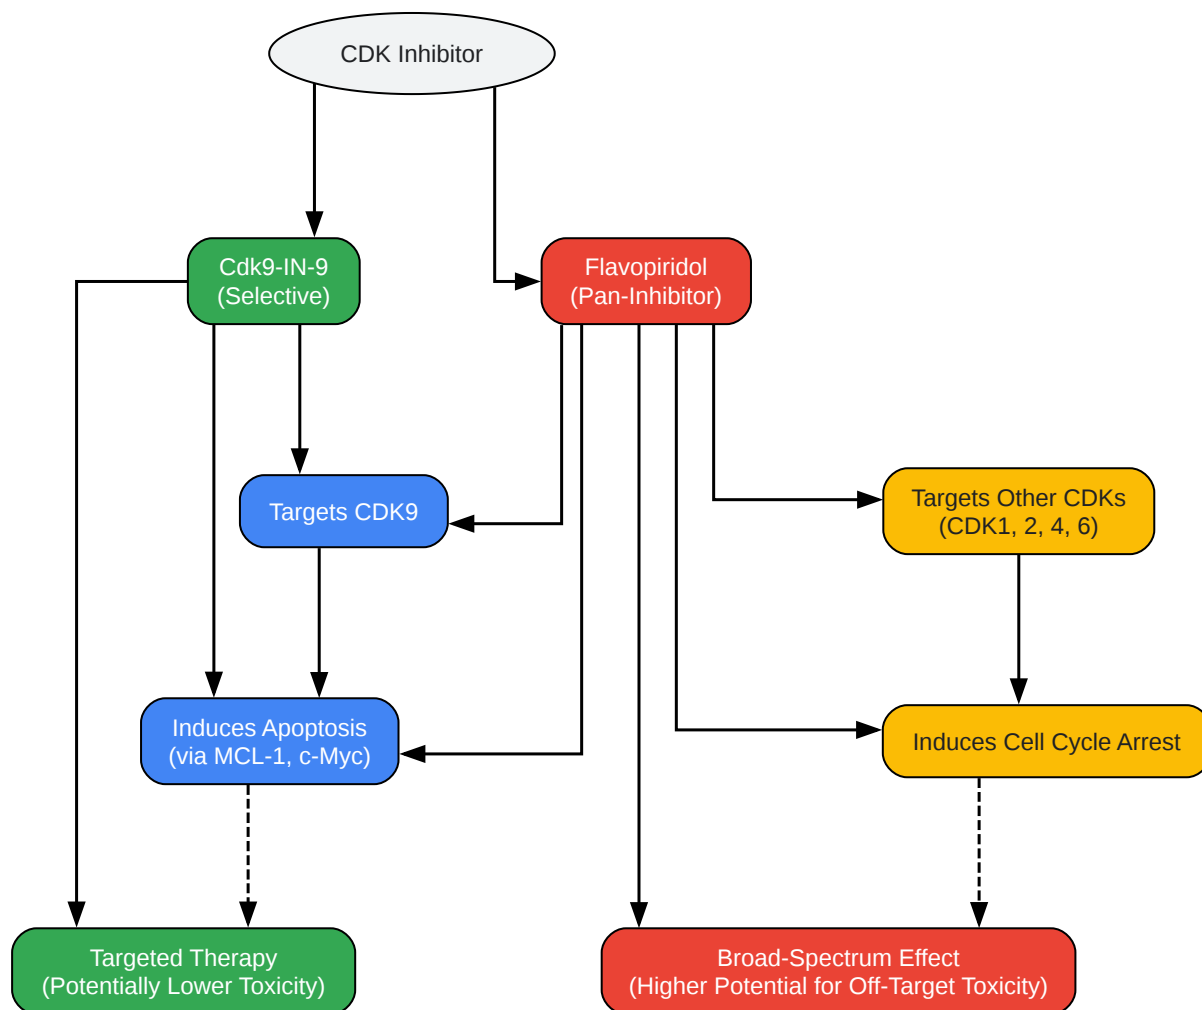 CDK Inhibitor
Cdk9-IN-9
(Selective)
Flavopiridol
(Pan-Inhibitor)
Targets CDK9
Targets Other CDKs
(CDK1, 2, 4, 6)
Induces Apoptosis
(via MCL-1, c-Myc)
Induces Cell Cycle Arrest
Targeted Therapy
(Potentially Lower Toxicity)
Broad-Spectrum Effect
(Higher Potential for Off-Target Toxicity)